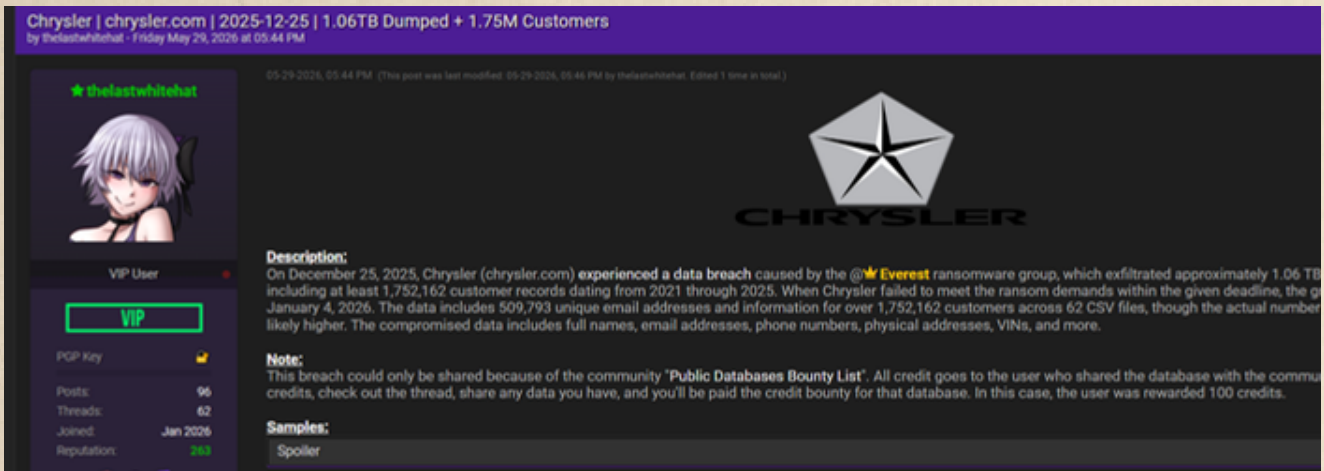 Chrysler | chrysler.com | 2025-12-25 | 1.06TB Dumped + 1.75M Customers
by thelastwhitehat - Friday May 29, 2026 at 05:44 PM
05-29-2026, 05:44 PM (This post was last modified: 05-29-2026, 05:46 PM by thelastwhitehat. Edited 1 time in total.)
thelastwhitehat
VIP User
VIP
PGP Key
Posts: 96
Threads: 62
Joined: Jan 2026
Reputation: 263
CHRYSLER
Description:
On December 25, 2025, Chrysler (chrysler.com) experienced a data breach caused by the @Everest ransomware group, which exfiltrated approximately 1.06 TB
including at least 1,752,162 customer records dating from 2021 through 2025. When Chrysler failed to meet the ransom demands within the given deadline, the
January 4, 2026. The data includes 509,793 unique email addresses and information for over 1,752,162 customers across 62 CSV files, though the actual number
likely higher. The compromised data includes full names, email addresses, phone numbers, physical addresses, VINs, and more.
Note:
This breach could only be shared because of the community "Public Databases Bounty List". All credit goes to the user who shared the database with the
credits, check out the thread, share any data you have, and you'll be paid the credit bounty for that database. In this case, the user was rewarded 100 credits.
Samples:
Spoiler